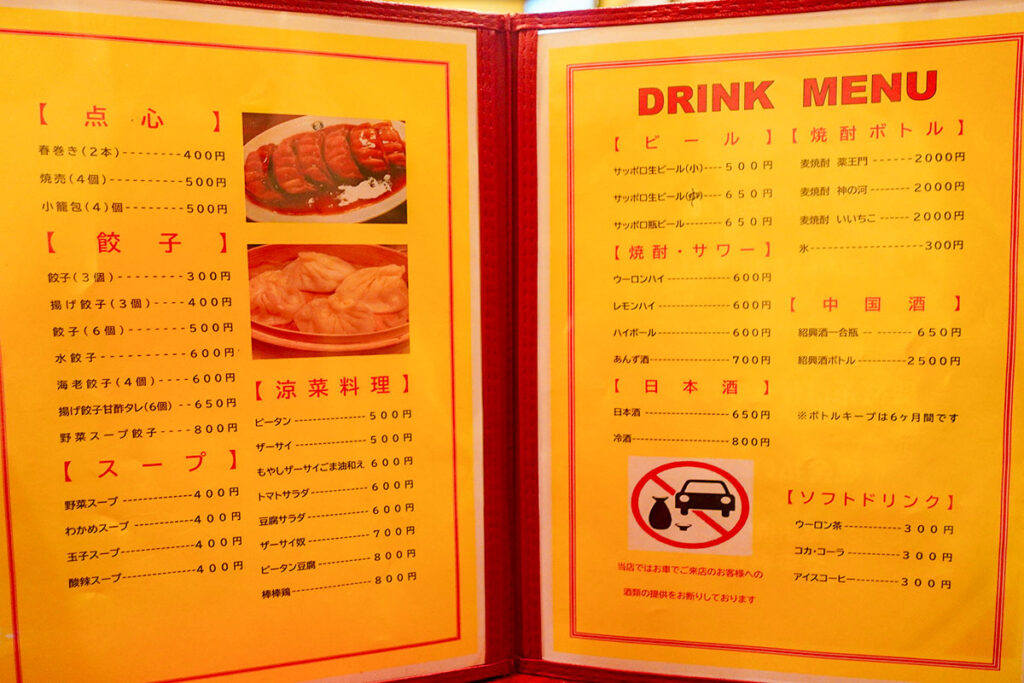 【点心】
春巻き(2本)--------400円
焼売(4個)----------500円
小籠包(4)個--------500円
【餃子】
餃子(3個)---------300円
揚げ餃子(3個)-----400円
餃子(6個)---------500円
水餃子-----------600円
海老餃子(4個)----600円
揚げ餃子甘酢タレ(6個)--650円
野菜スープ餃子-----800円
【スープ】
野菜スープ-------------400円
わかめスープ-----------400円
玉子スープ-------------400円
酸辣スープ-------------400円
【涼菜料理】
ピータン----------------500円
ザーサイ----------------500円
もやしザーサイごま油和え 600円
トマトサラダ-------------600円
豆腐サラダ--------------600円
ザーサイ奴--------------700円
ピータン豆腐------------800円
棒棒鶏-----------------800円
DRINK MENU
【ビール】
サッポロ生ビール(小)----500円
サッポロ生ビール(中)----650円
サッポロ瓶ビール-------650円
【焼酎・サワー】
ウーロンハイ---------------600円
レモンハイ-----------------600円
ハイボール-----------------600円
あんず酒------------------700円
【日本酒】
日本酒-------------------650円
冷酒---------------------800円
当店ではお車でご来店のお客様への
酒類の提供をお断りしております
【焼酎ボトル】
麦焼酎 薬王門-------2000円
麦焼酎 神の河-------2000円
麦焼酎 いいちこ------2000円
氷----------------------300円
【中国酒】
紹興酒一合瓶----------650円
紹興酒ボトル---------2500円
※ボトルキープは6ヶ月間です
【ソフトドリンク】
ウーロン茶------------300円
コカ・コーラ-----------300円
アイスコーヒー---------300円